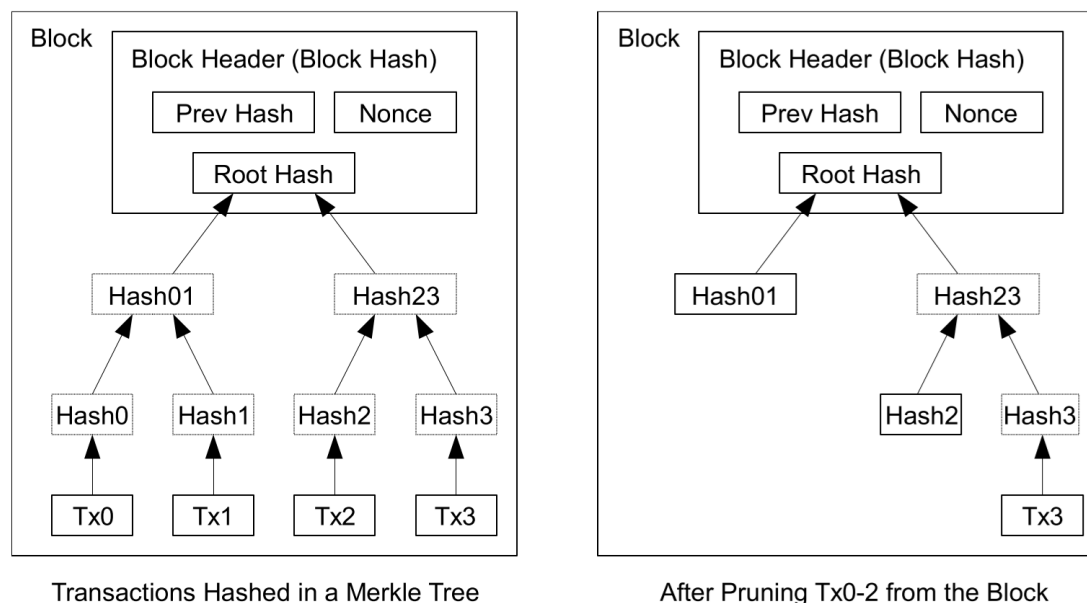 Block
Block Header (Block Hash)
Prev Hash
Nonce
Root Hash
Hash01
Hash23
Hash0
Hash1
Hash2
Hash3
Tx0
Tx1
Tx2
Tx3
Transactions Hashed in a Merkle Tree
Block
Block Header (Block Hash)
Prev Hash
Nonce
Root Hash
Hash01
Hash23
Hash2
Hash3
Tx3
After Pruning Tx0-2 from the Block